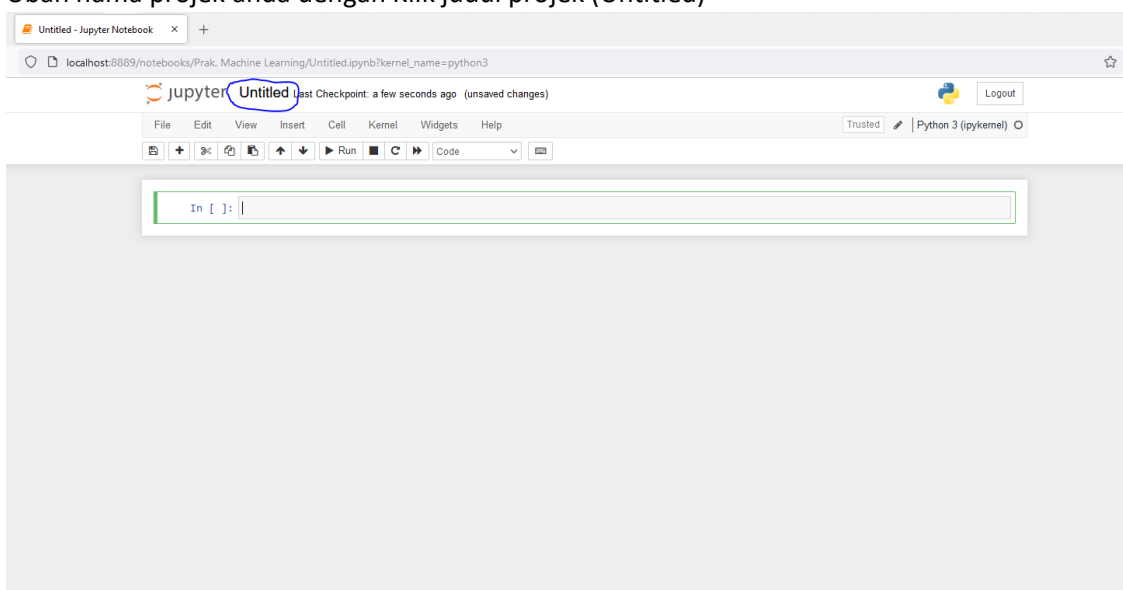 Ubah nama projek anda dengan Klik judul projek (Untitled)
Untitled - Jupyter Notebook × +
localhost:8889/notebooks/Prak. Machine Learning/Untitled.ipynb?kernel_name=python3
jupyter Untitled Last Checkpoint: a few seconds ago (unsaved changes) Logout
File Edit View Insert Cell Kernel Widgets Help Trusted Python 3 (ipykernel)
Run Code
In [ ]: